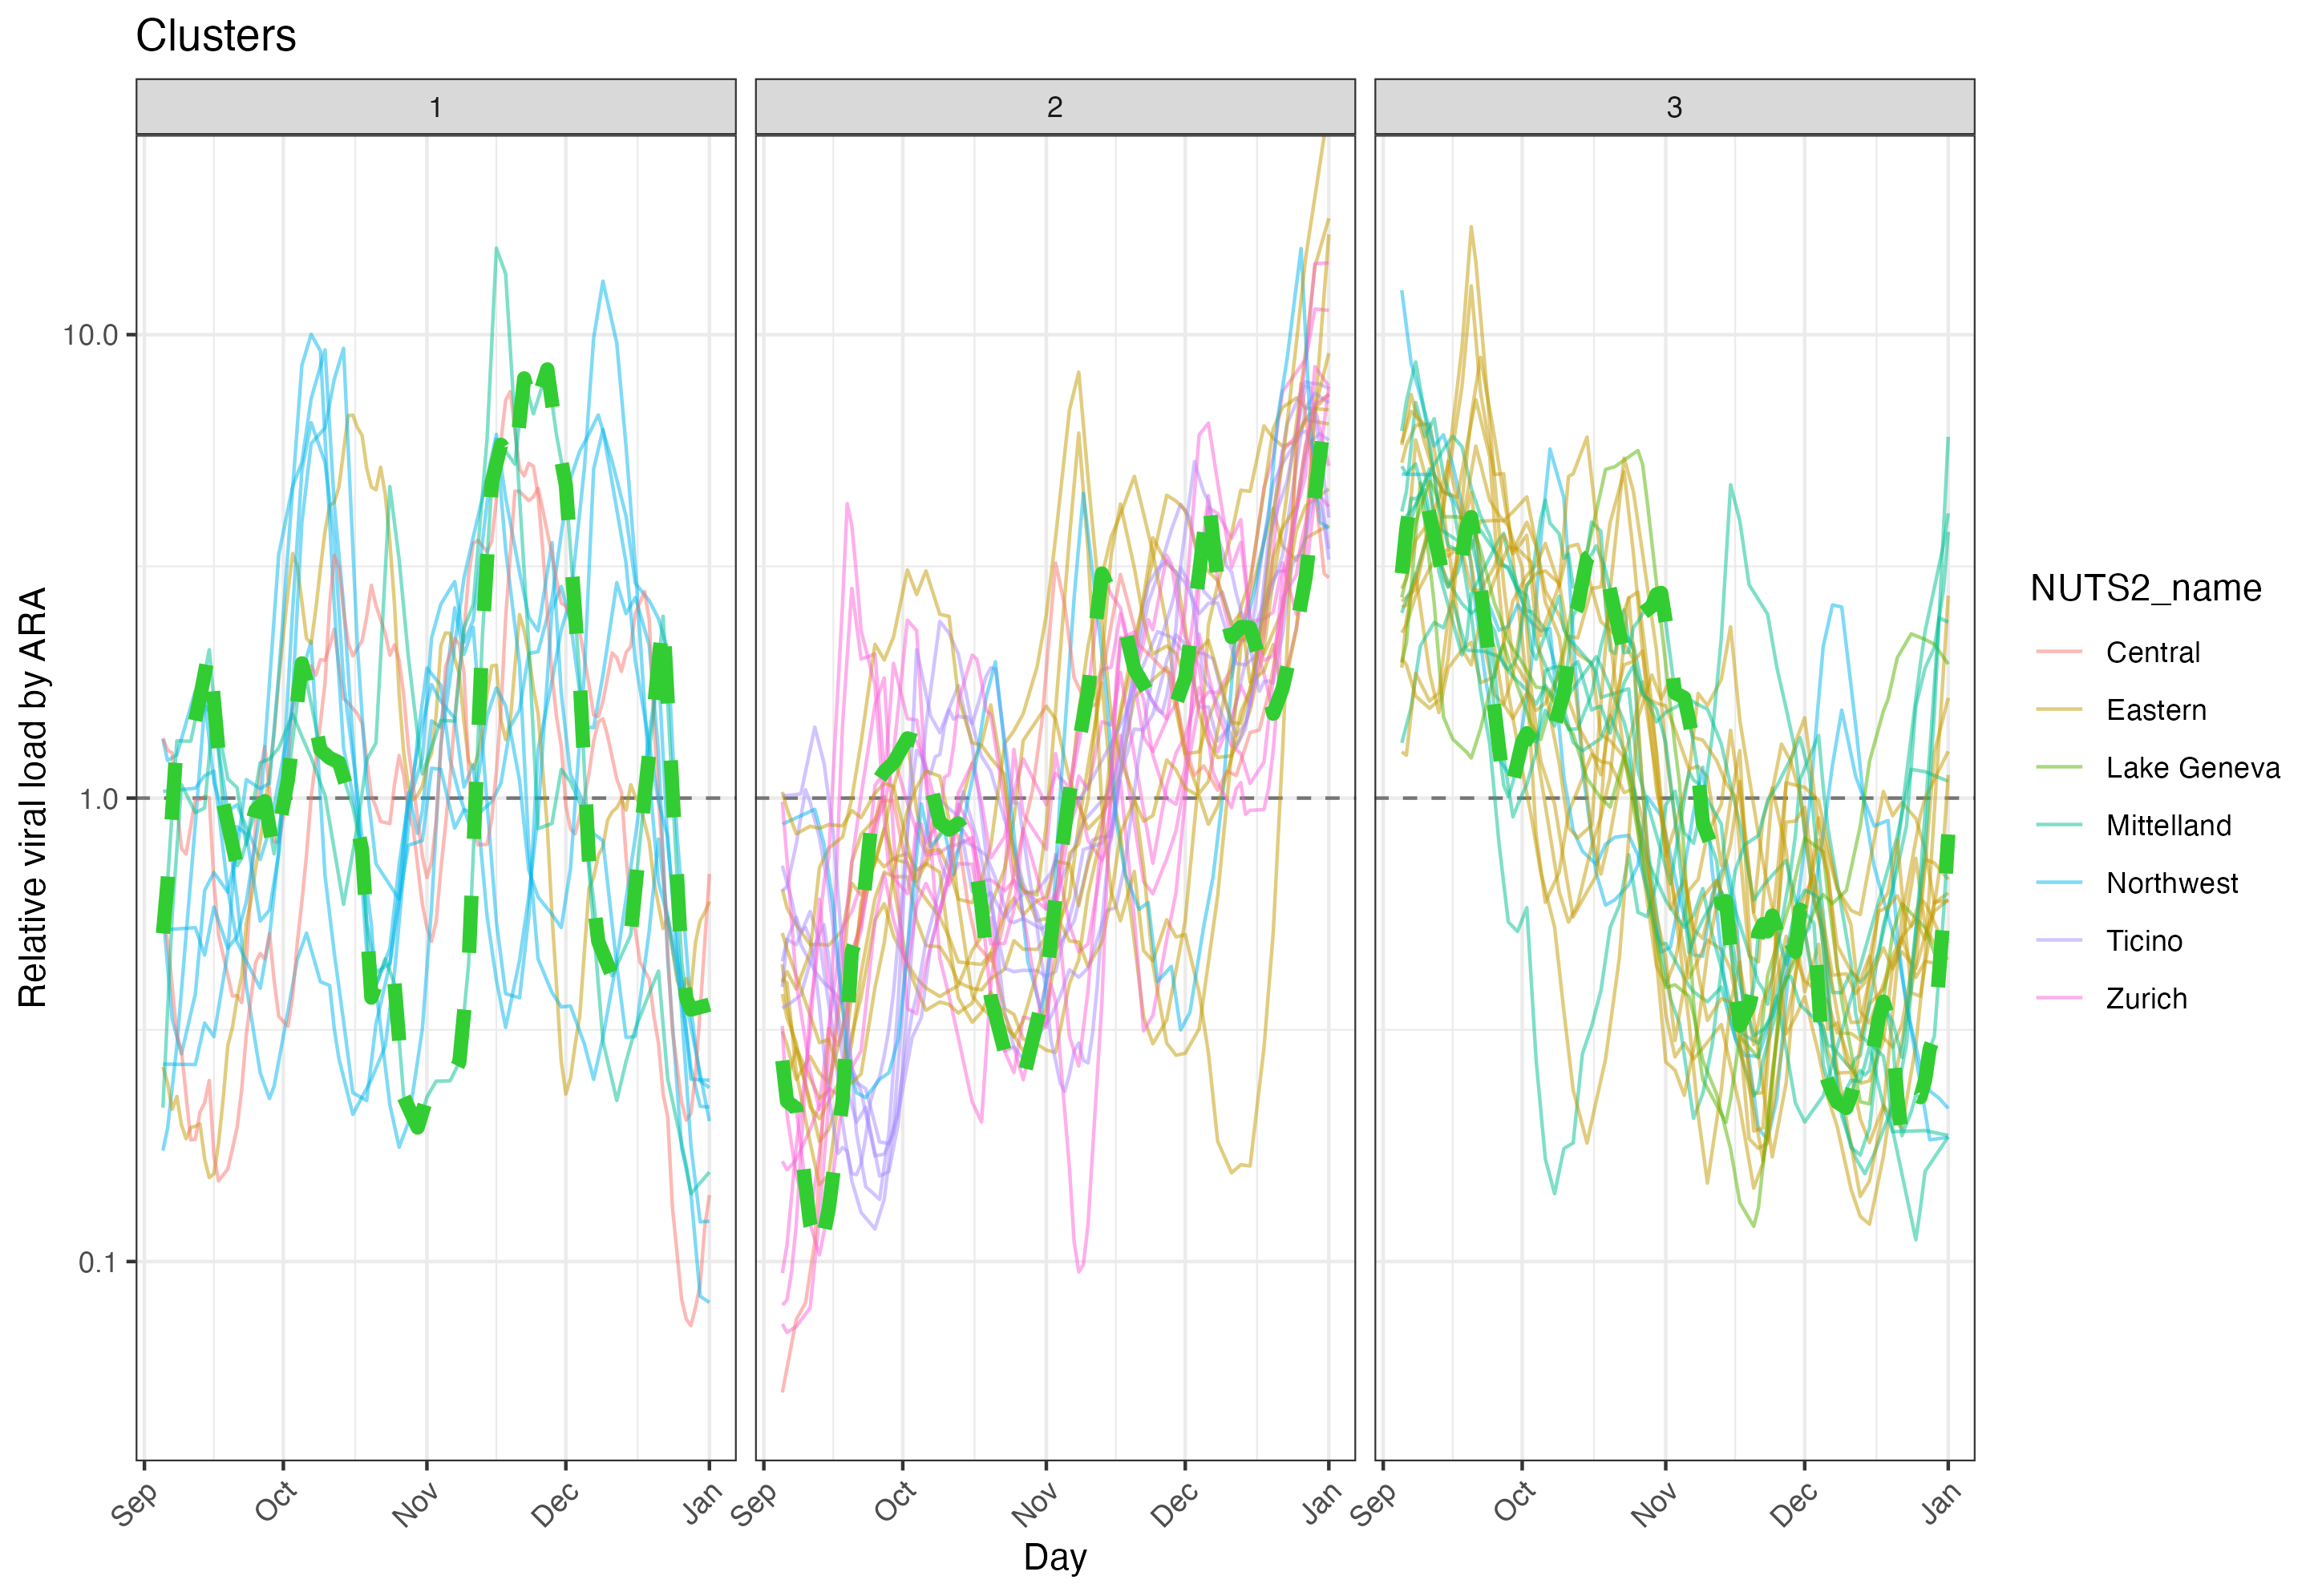 Clusters
1
2
3
Relative viral load by ARA
10.0
1.0
0.1
Sep
Oct
Nov
Dec
Jan
Sep
Oct
Nov
Dec
Jan
Sep
Oct
Nov
Dec
Jan
Day
NUTS2_name
Central
Eastern
Lake Geneva
Mittelland
Northwest
Ticino
Zurich